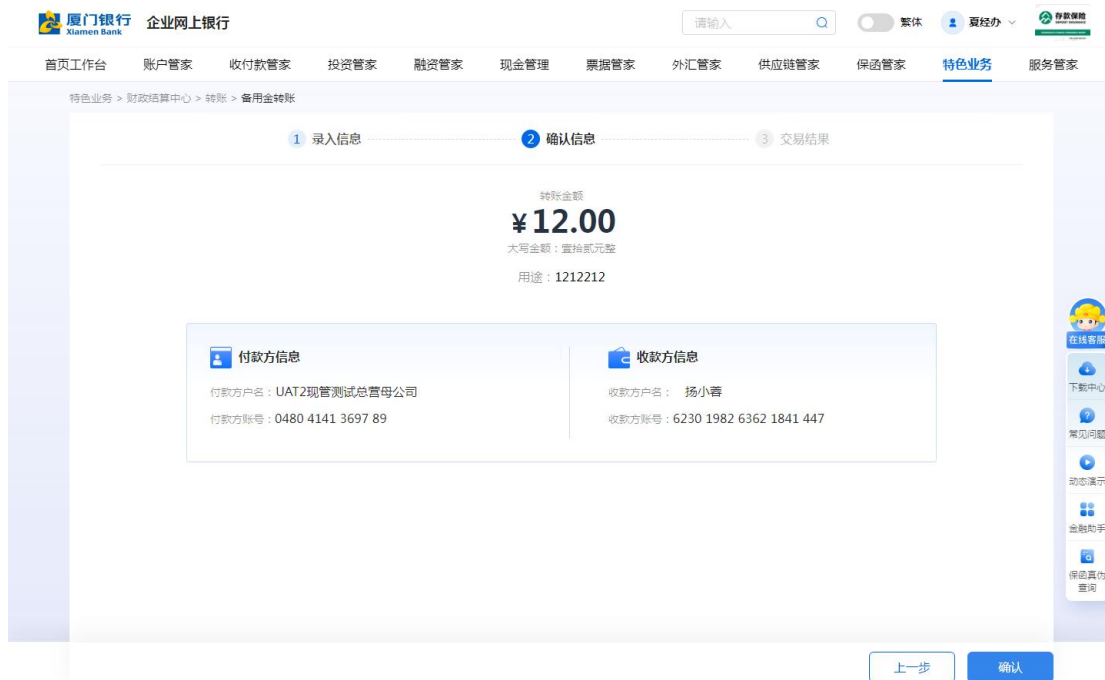 厦门银行 企业网上银行 请输入 繁体 夏经办 存款保险
Xiamen Bank
首页工作台 账户管家 收付款管家 投资管家 融资管家 现金管理 票据管家 外汇管家 供应链管家 保函管家 特色业务 服务管家
特色业务 > 财政结算中心 > 转账 > 备用金转账
1 录入信息 2 确认信息 3 交易结果
转账金额
¥12.00
大写金额：壹拾贰元整
用途：1212212
付款方信息 收款方信息
付款方户名：UAT2现管测试总营母公司 收款方户名： 扬小蓉
付款方账号：0480 4141 3697 89 收款方账号：6230 1982 6362 1841 447
在线客服
下载中心
常见问题
动态演示
金融助手
保函真伪
查询
上一步 确认